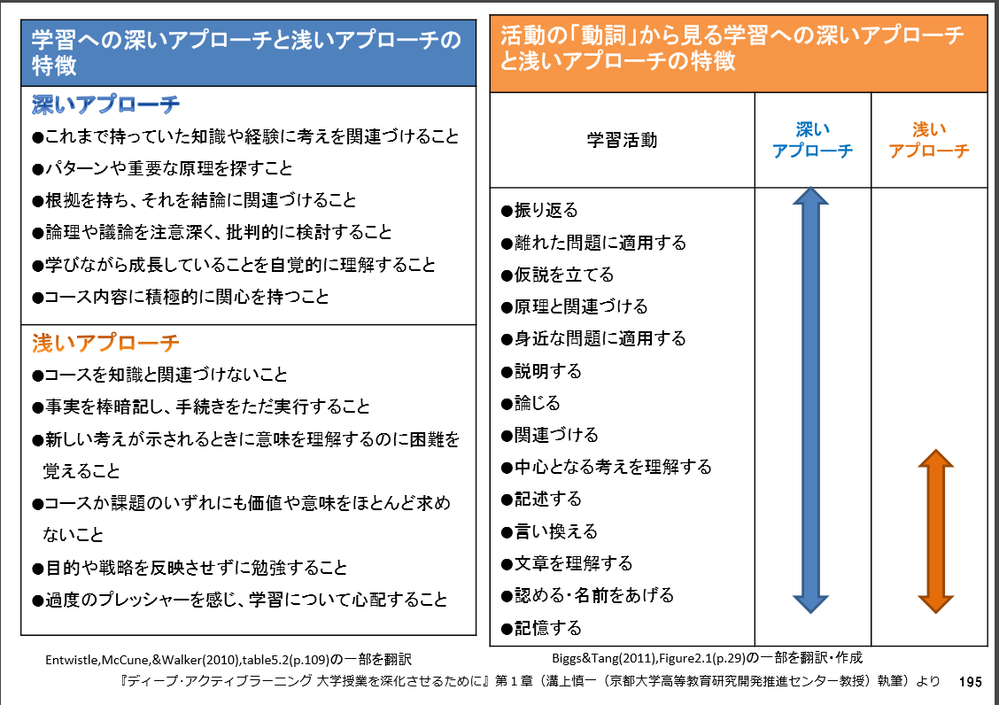 学習への深いアプローチと浅いアプローチの
特徴
深いアプローチ
●これまで持っていた知識や経験に考えを関連づけること
●パターンや重要な原理を探すこと
●根拠を持ち、それを結論に関連づけること
●論理や議論を注意深く、批判的に検討すること
●学びながら成長していることを自覚的に理解すること
●コース内容に積極的に関心を持つこと
浅いアプローチ
●コースを知識と関連づけないこと
●事実を棒暗記し、手続きをただ実行すること
●新しい考えが示されるときに意味を理解するのに困難を
覚えること
●コースか課題のいずれにも価値や意味をほとんど求め
ないこと
●目的や戦略を反映させずに勉強すること
●過度のプレッシャーを感じ、学習について心配すること
Entwistle,McCune,&Walker(2010),table5.2(p.109)の一部を翻訳
活動の「動詞」から見る学習への深いアプローチ
と浅いアプローチの特徴
学習活動
深い
アプローチ
浅い
アプローチ
●振り返る
●離れた問題に適用する
●仮説を立てる
●原理と関連づける
●身近な問題に適用する
●説明する
●論じる
●関連づける
●中心となる考えを理解する
●記述する
●言い換える
●文章を理解する
●認める・名前をあげる
●記憶する
Biggs&Tang(2011),Figure2.1(p.29)の一部を翻訳・作成
『ディープ・アクティブラーニング 大学授業を深化させるために』第１章（溝上慎一（京都大学高等教育研究開発推進センター教授）執筆）より
195